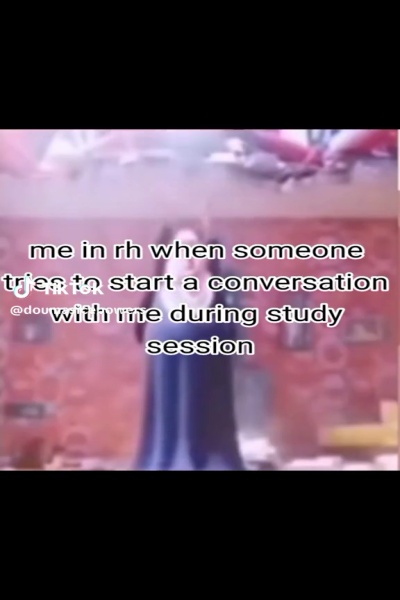 me in rh when someone
tries to start a conversation
with me during study
session
TikTok